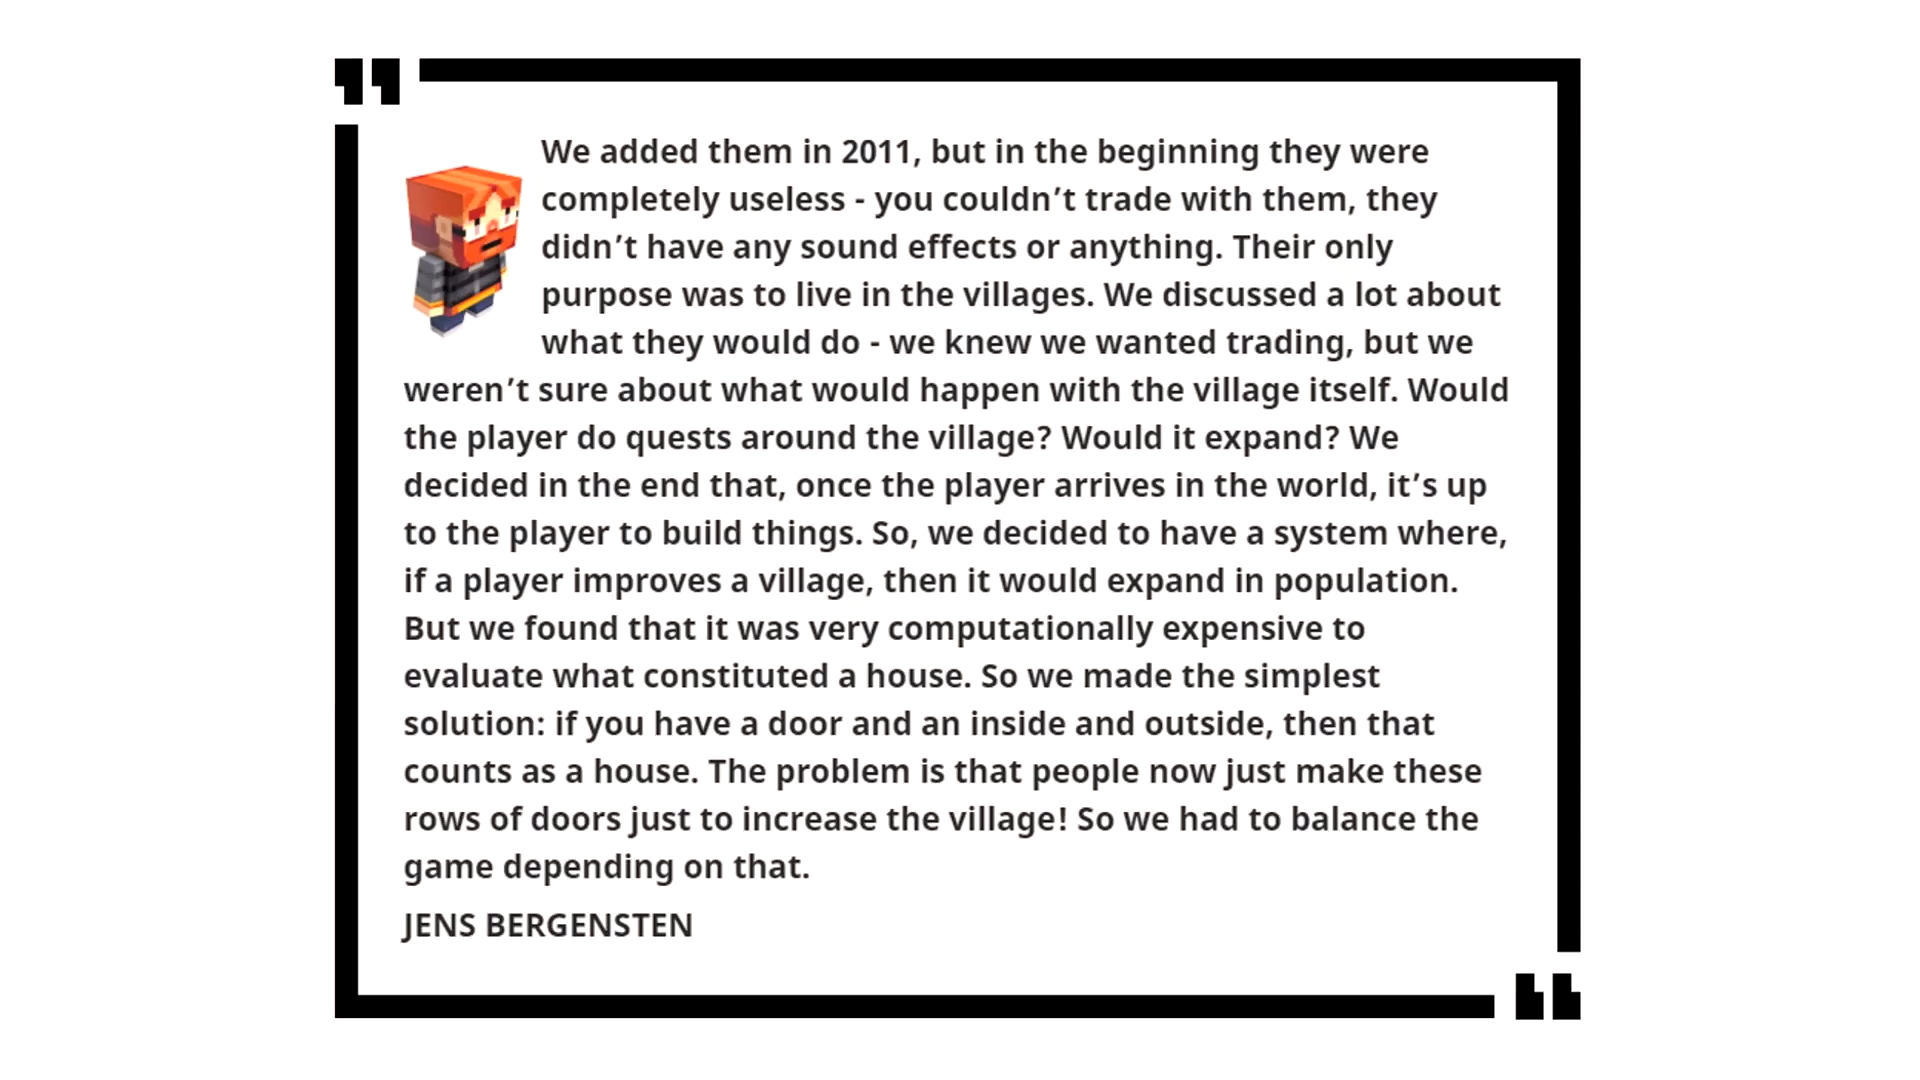 We added them in 2011, but in the beginning they were
completely useless - you couldn’t trade with them, they
didn’t have any sound effects or anything. Their only
purpose was to live in the villages. We discussed a lot about
what they would do - we knew we wanted trading, but we
weren’t sure about what would happen with the village itself. Would
the player do quests around the village? Would it expand? We
decided in the end that, once the player arrives in the world, it’s up
to the player to build things. So, we decided to have a system where,
if a player improves a village, then it would expand in population.
But we found that it was very computationally expensive to
evaluate what constituted a house. So we made the simplest
solution: if you have a door and an inside and outside, then that
counts as a house. The problem is that people now just make these
rows of doors just to increase the village! So we had to balance the
game depending on that.
JENS BERGENSTEN